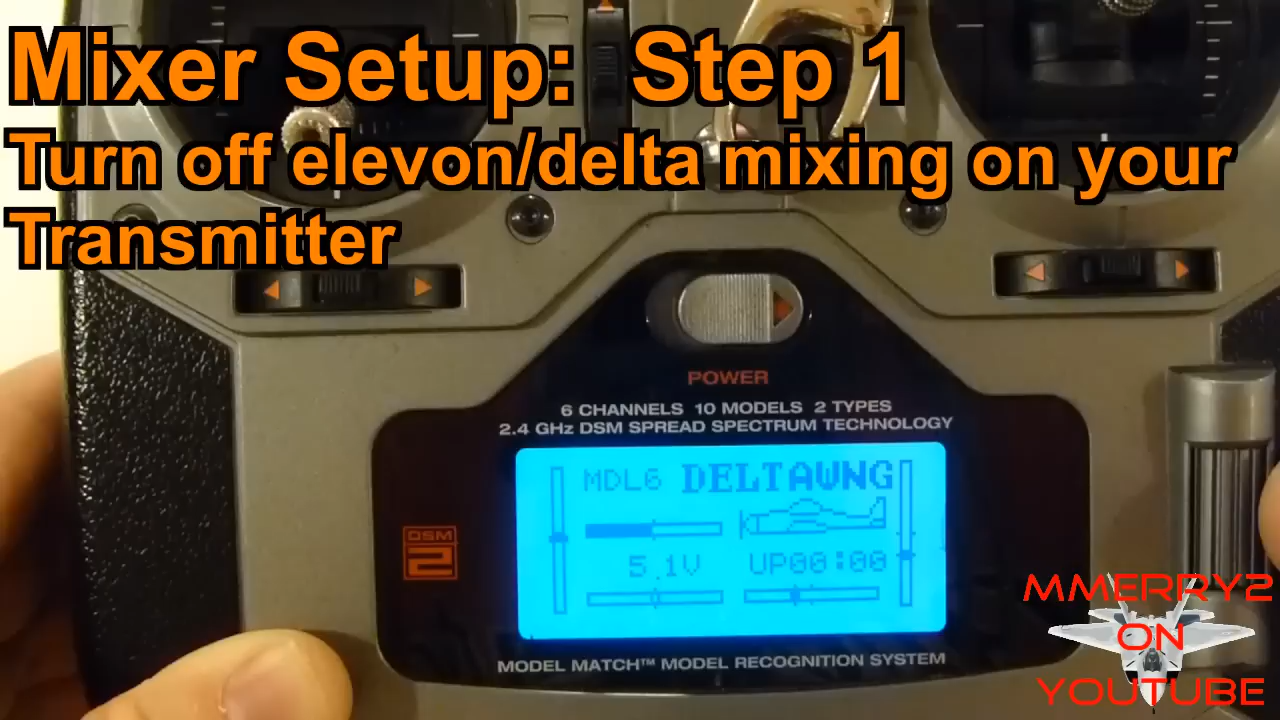 Mixer Setup: Step 1
Turn off elevon/delta mixing on your
Transmitter
POWER
6 CHANNELS 10 MODELS 2 TYPES
2.4 GHz DSM SPREAD SPECTRUM TECHNOLOGY
MDL6 DELTAWNG
5.1V UP00:00
DSM
2
MODEL MATCH™ MODEL RECOGNITION SYSTEM
MMERRY2
ON
YOUTUBE